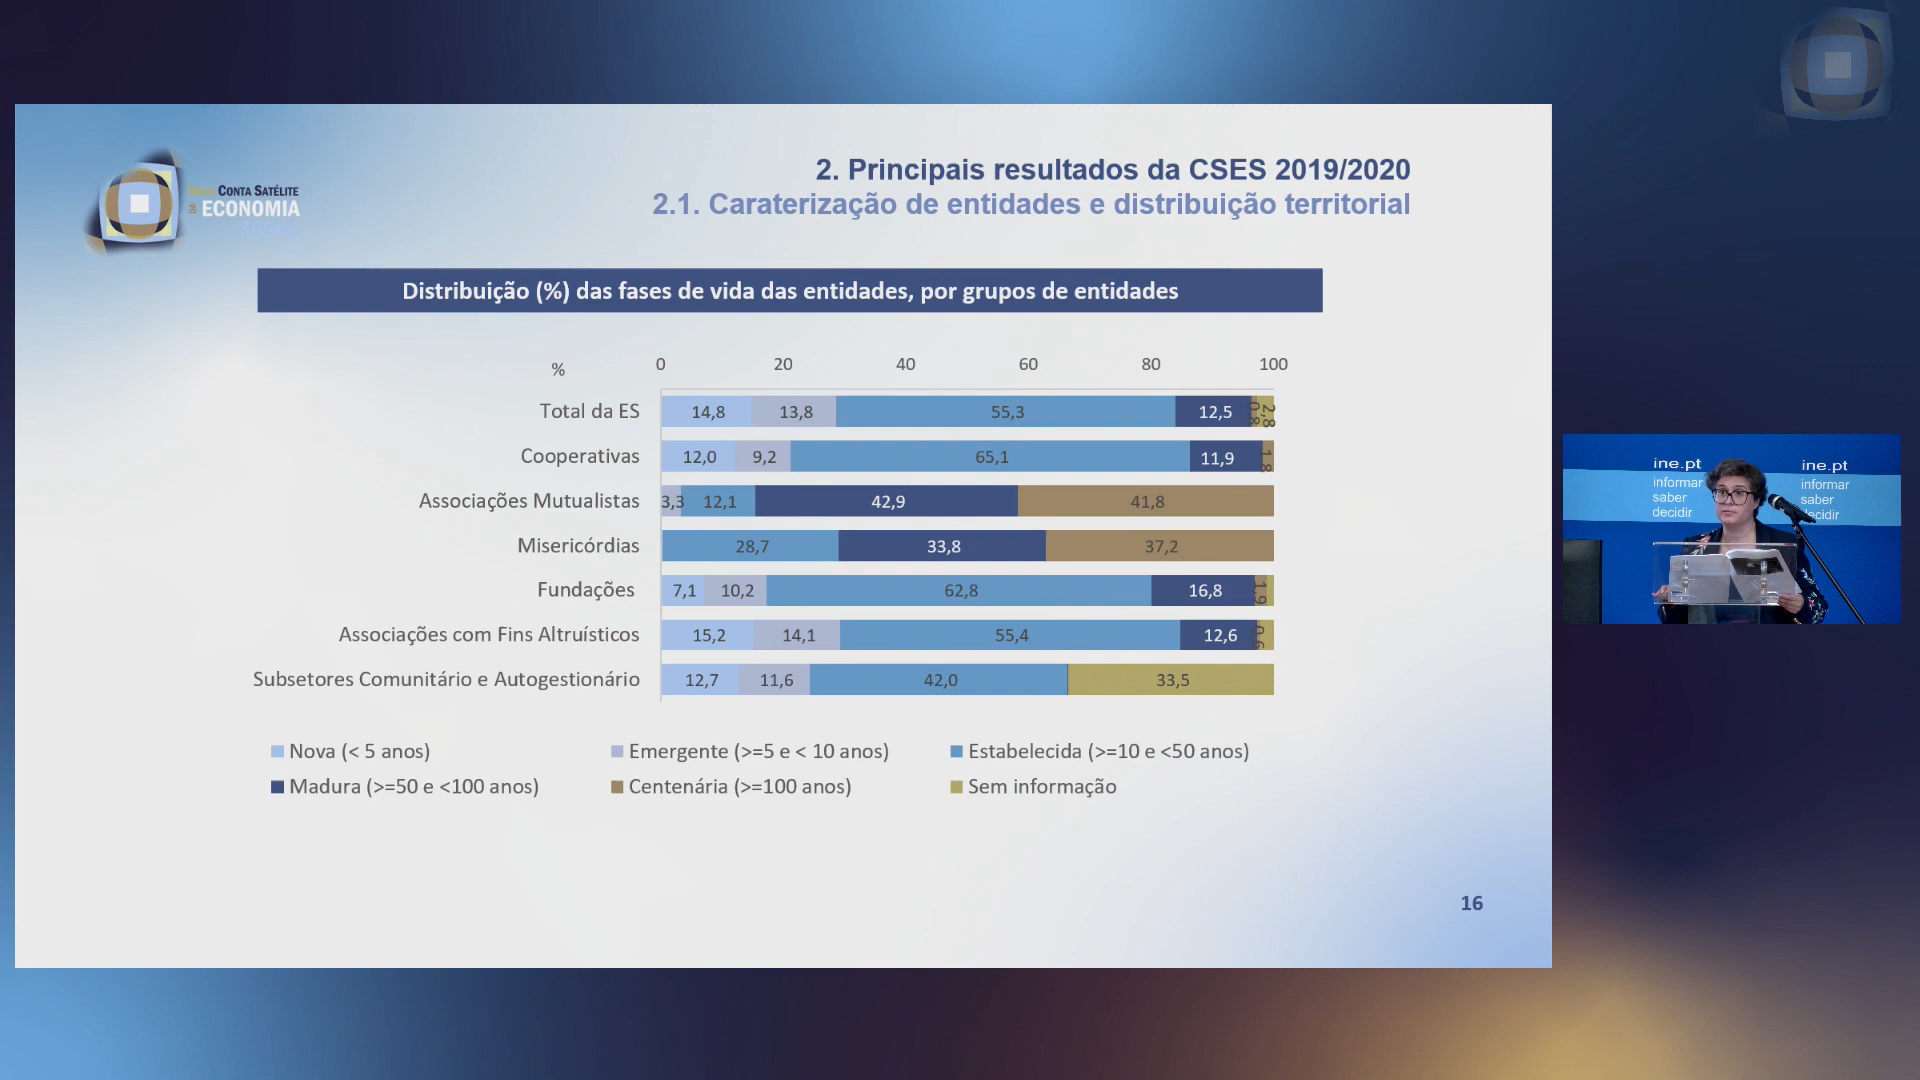 CONTA SATÉLITE
DA ECONOMIA
2. Principais resultados da CSES 2019/2020
2.1. Caraterização de entidades e distribuição territorial
Distribuição (%) das fases de vida das entidades, por grupos de entidades
% 0 20 40 60 80 100
Total da ES 14,8 13,8 55,3 12,5 0,8 2,8
Cooperativas 12,0 9,2 65,1 11,9 1,8
Associações Mutualistas 3,3 12,1 42,9 41,8
Misericórdias 28,7 33,8 37,2
Fundações 7,1 10,2 62,8 16,8 1,9
Associações com Fins Altruísticos 15,2 14,1 55,4 12,6 0,6
Subsetores Comunitário e Autogestionário 12,7 11,6 42,0 33,5
Nova (< 5 anos) Emergente (>=5 e < 10 anos) Estabelecida (>=10 e <50 anos)
Madura (>=50 e <100 anos) Centenária (>=100 anos) Sem informação
16
ine.pt
informar
saber
decidir
ine.pt
informar
saber
decidir